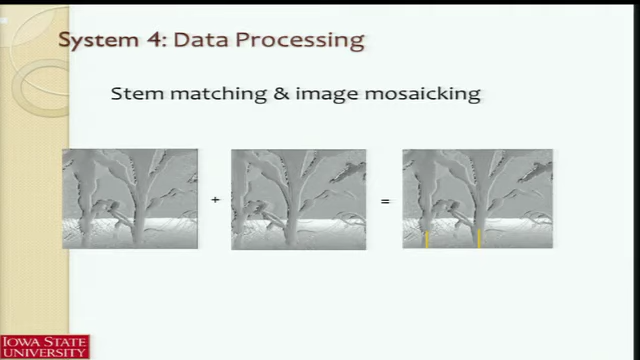 System 4: Data Processing
Stem matching & image mosaicking
+ =
IOWA STATE
UNIVERSITY